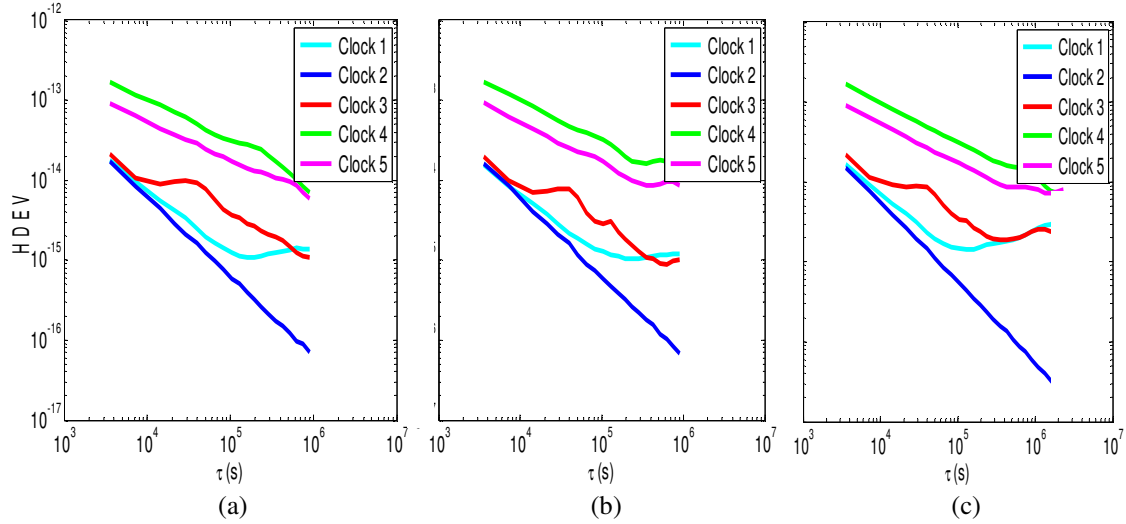 10^-12
10^-13
10^-14
10^-15
10^-16
10^-17
H D E V
Clock 1
Clock 2
Clock 3
Clock 4
Clock 5
10^3 10^4 10^5 10^6 10^7
τ (s)
(a)
Clock 1
Clock 2
Clock 3
Clock 4
Clock 5
10^3 10^4 10^5 10^6 10^7
τ (s)
(b)
Clock 1
Clock 2
Clock 3
Clock 4
Clock 5
10^3 10^4 10^5 10^6 10^7
τ (s)
(c)